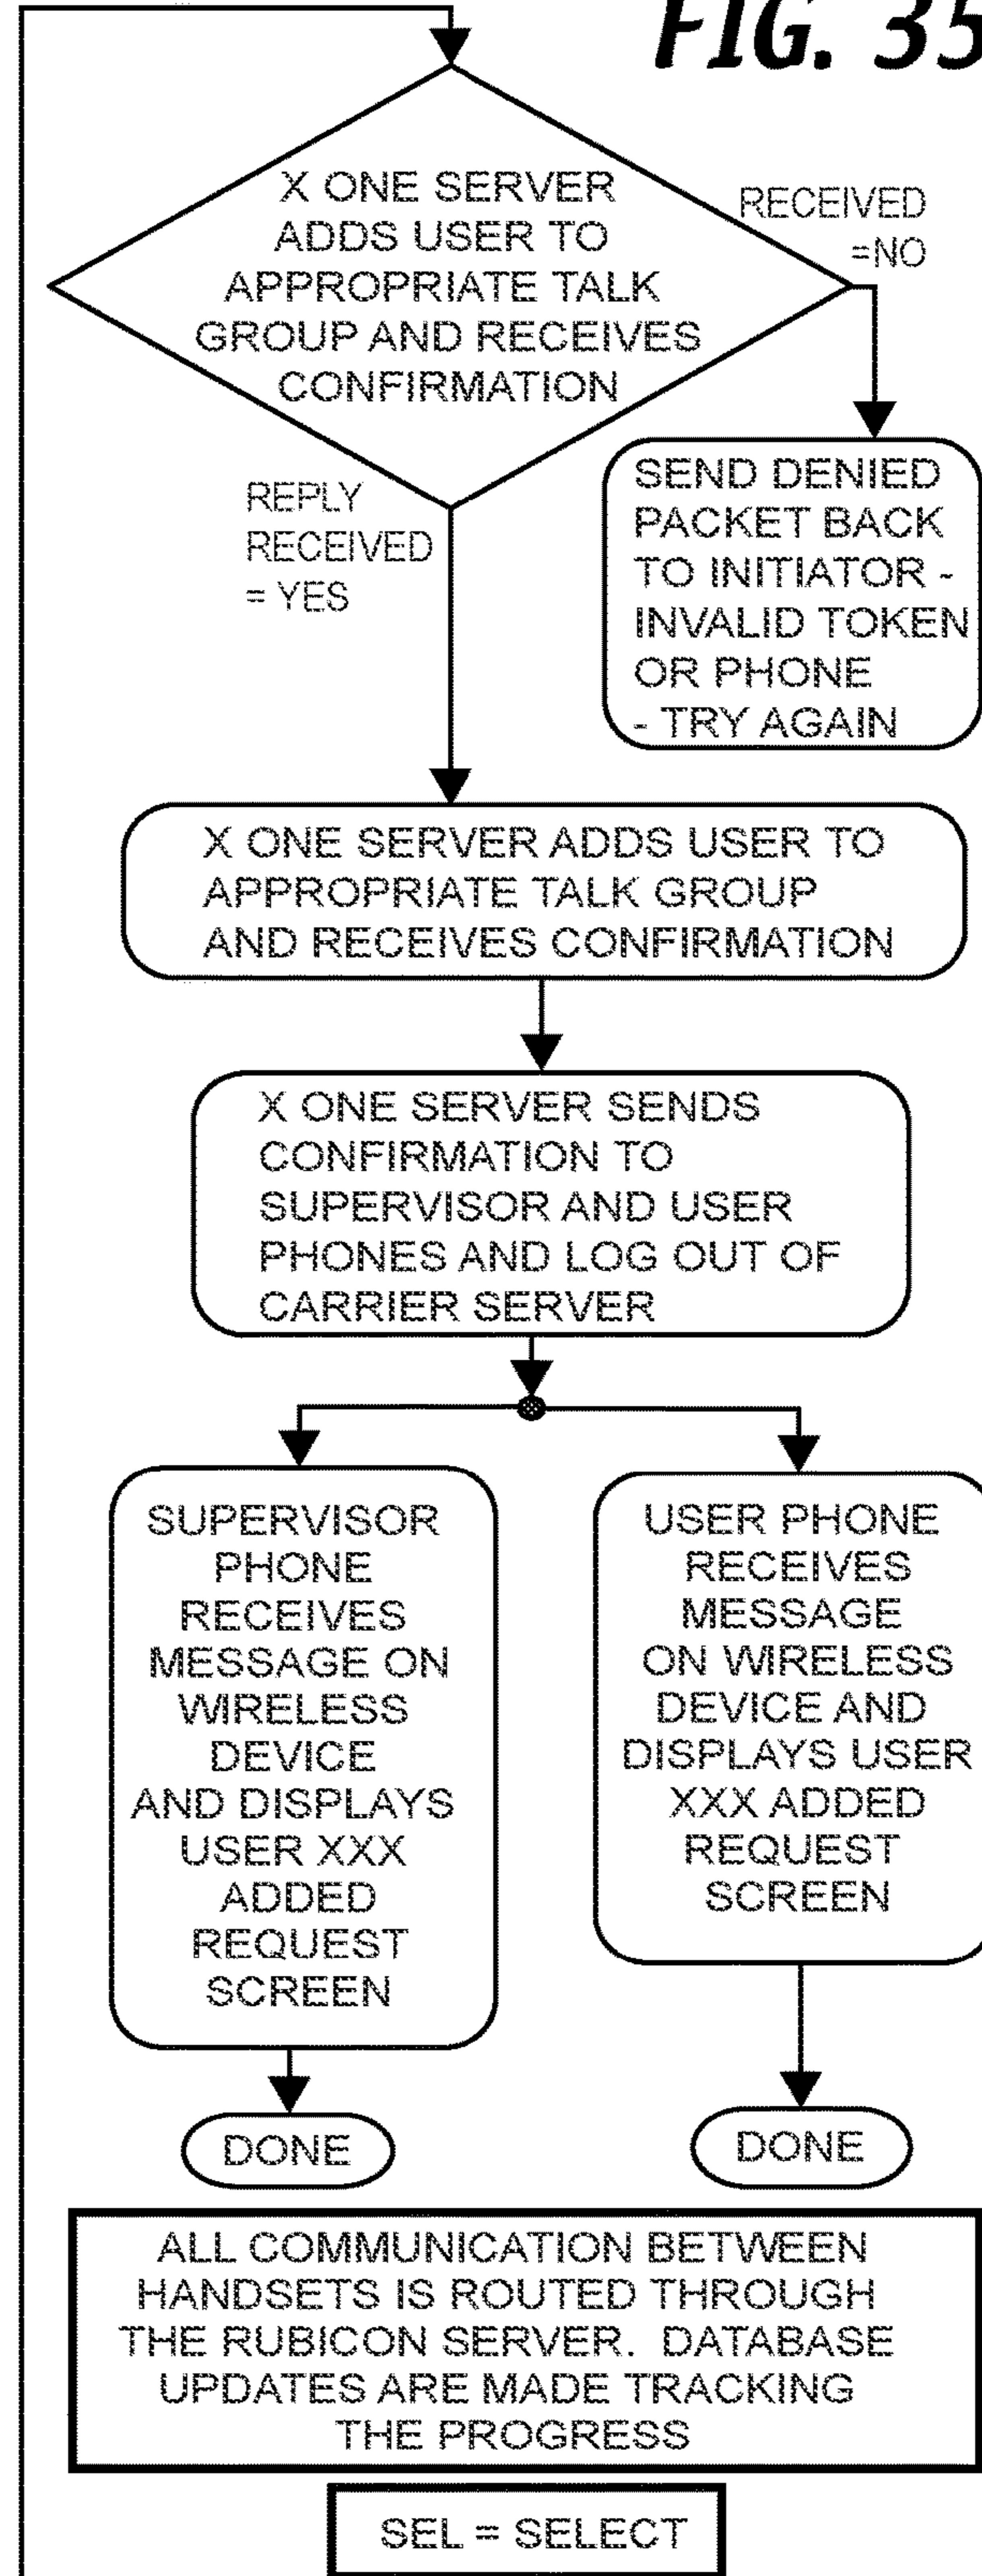 FIG. 35
X ONE SERVER
ADDS USER TO
APPROPRIATE TALK
GROUP AND RECEIVES
CONFIRMATION
RECEIVED
=NO
REPLY
RECEIVED
= YES
SEND DENIED
PACKET BACK
TO INITIATOR -
INVALID TOKEN
OR PHONE
- TRY AGAIN
X ONE SERVER ADDS USER TO
APPROPRIATE TALK GROUP
AND RECEIVES CONFIRMATION
X ONE SERVER SENDS
CONFIRMATION TO
SUPERVISOR AND USER
PHONES AND LOG OUT OF
CARRIER SERVER
SUPERVISOR
PHONE
RECEIVES
MESSAGE ON
WIRELESS
DEVICE
AND DISPLAYS
USER XXX
ADDED
REQUEST
SCREEN
USER PHONE
RECEIVES
MESSAGE
ON WIRELESS
DEVICE AND
DISPLAYS USER
XXX ADDED
REQUEST
SCREEN
DONE
DONE
ALL COMMUNICATION BETWEEN
HANDSETS IS ROUTED THROUGH
THE RUBICON SERVER.  DATABASE
UPDATES ARE MADE TRACKING
THE PROGRESS
SEL = SELECT